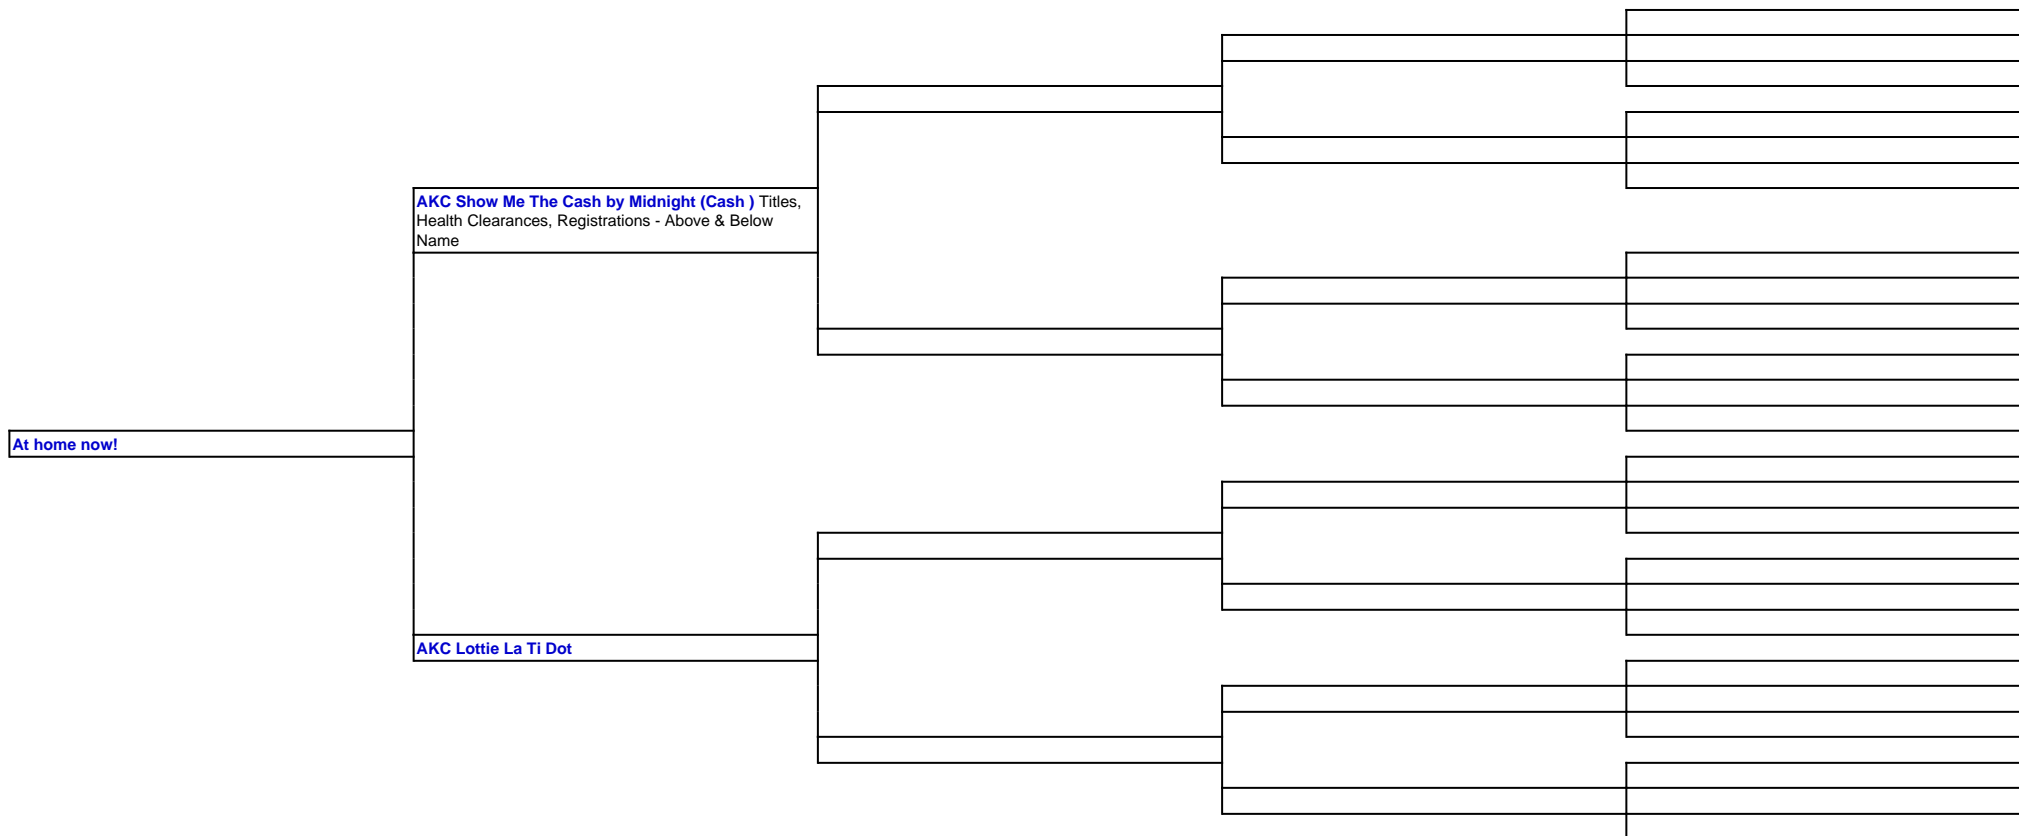 AKC Show Me The Cash by Midnight (Cash ) Titles,
Health Clearances, Registrations - Above & Below
Name
At home now!
AKC Lottie La Ti Dot